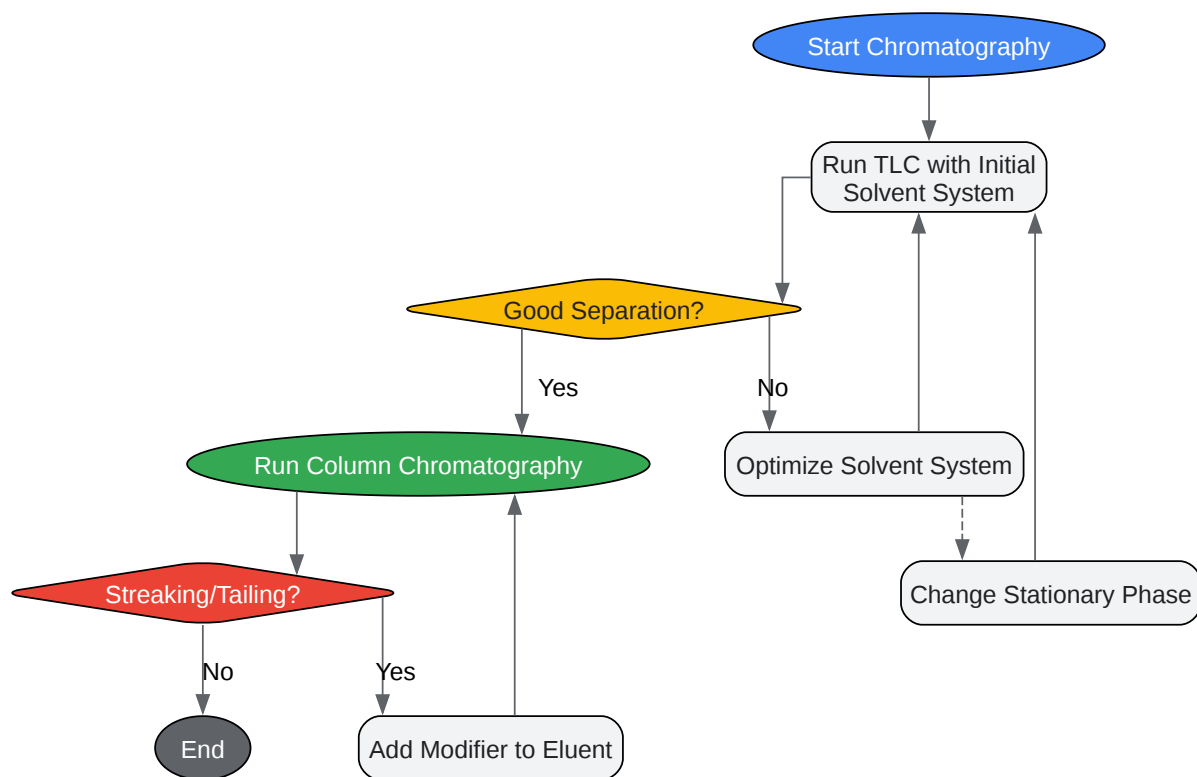 Start Chromatography
Run TLC with Initial
Solvent System
Good Separation?
Yes
No
Run Column Chromatography
Optimize Solvent System
Streaking/Tailing?
Change Stationary Phase
No
Yes
End
Add Modifier to Eluent